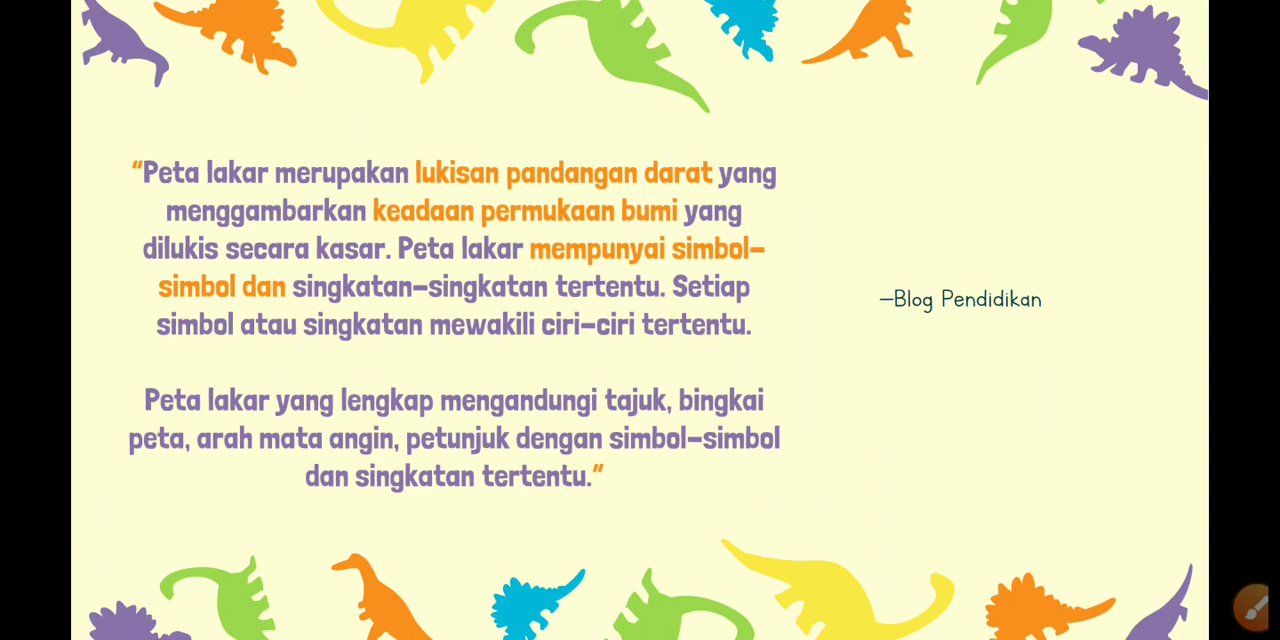 "Peta lakar merupakan lukisan pandangan darat yang
menggambarkan keadaan permukaan bumi yang
dilukis secara kasar. Peta lakar mempunyai simbol-
simbol dan singkatan-singkatan tertentu. Setiap
simbol atau singkatan mewakili ciri-ciri tertentu.
Peta lakar yang lengkap mengandungi tajuk, bingkai
peta, arah mata angin, petunjuk dengan simbol-simbol
dan singkatan tertentu."
—Blog Pendidikan